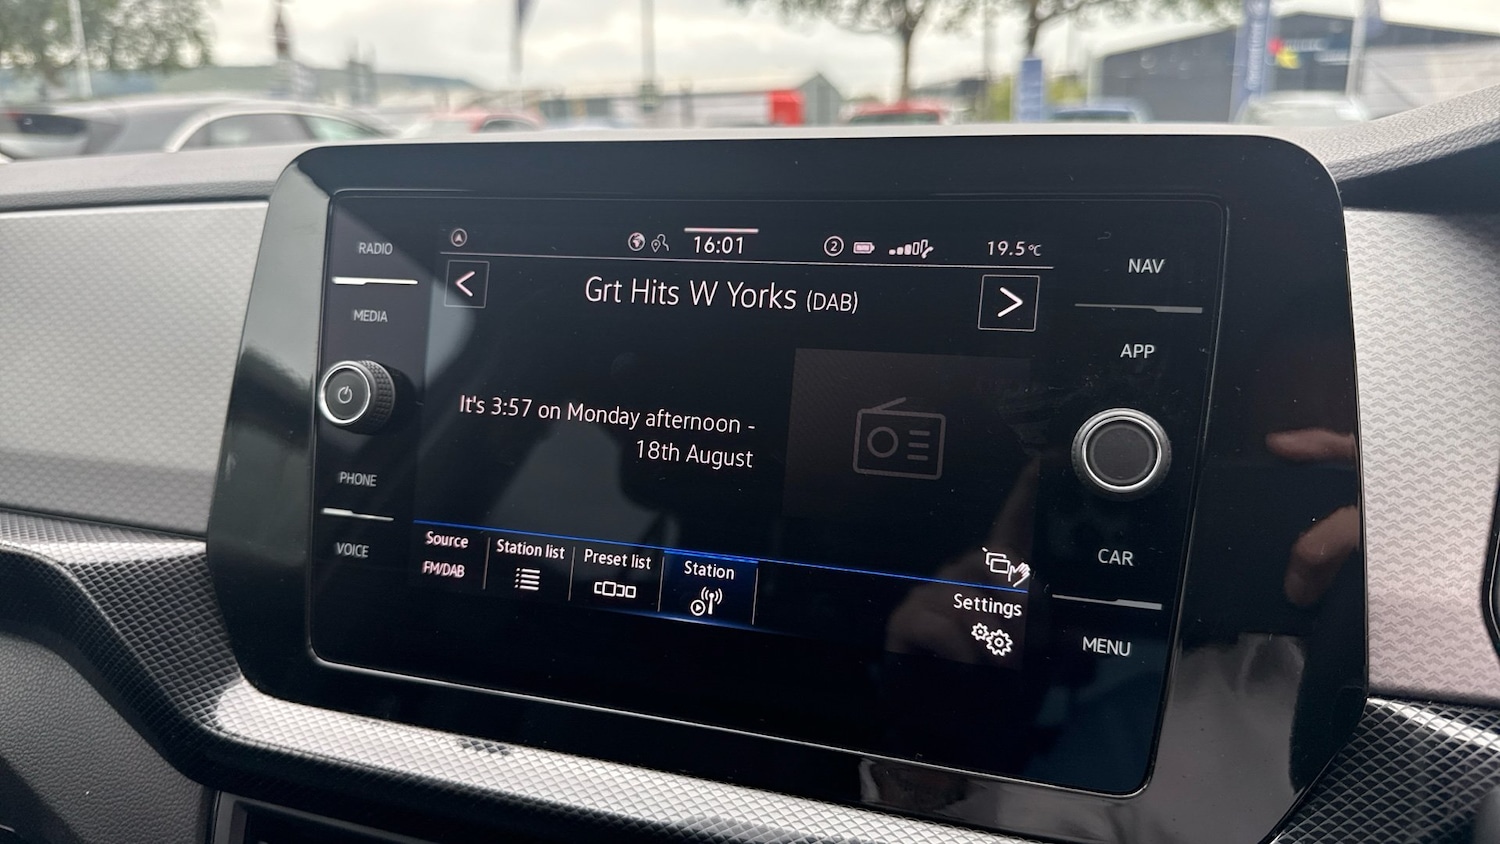 RADIO
MEDIA
PHONE
VOICE
16:01
2
19.5°C
Grt Hits W Yorks (DAB)
It's 3:57 on Monday afternoon -
18th August
Source
FM/DAB
Station list
Preset list
Station
Settings
NAV
APP
CAR
MENU